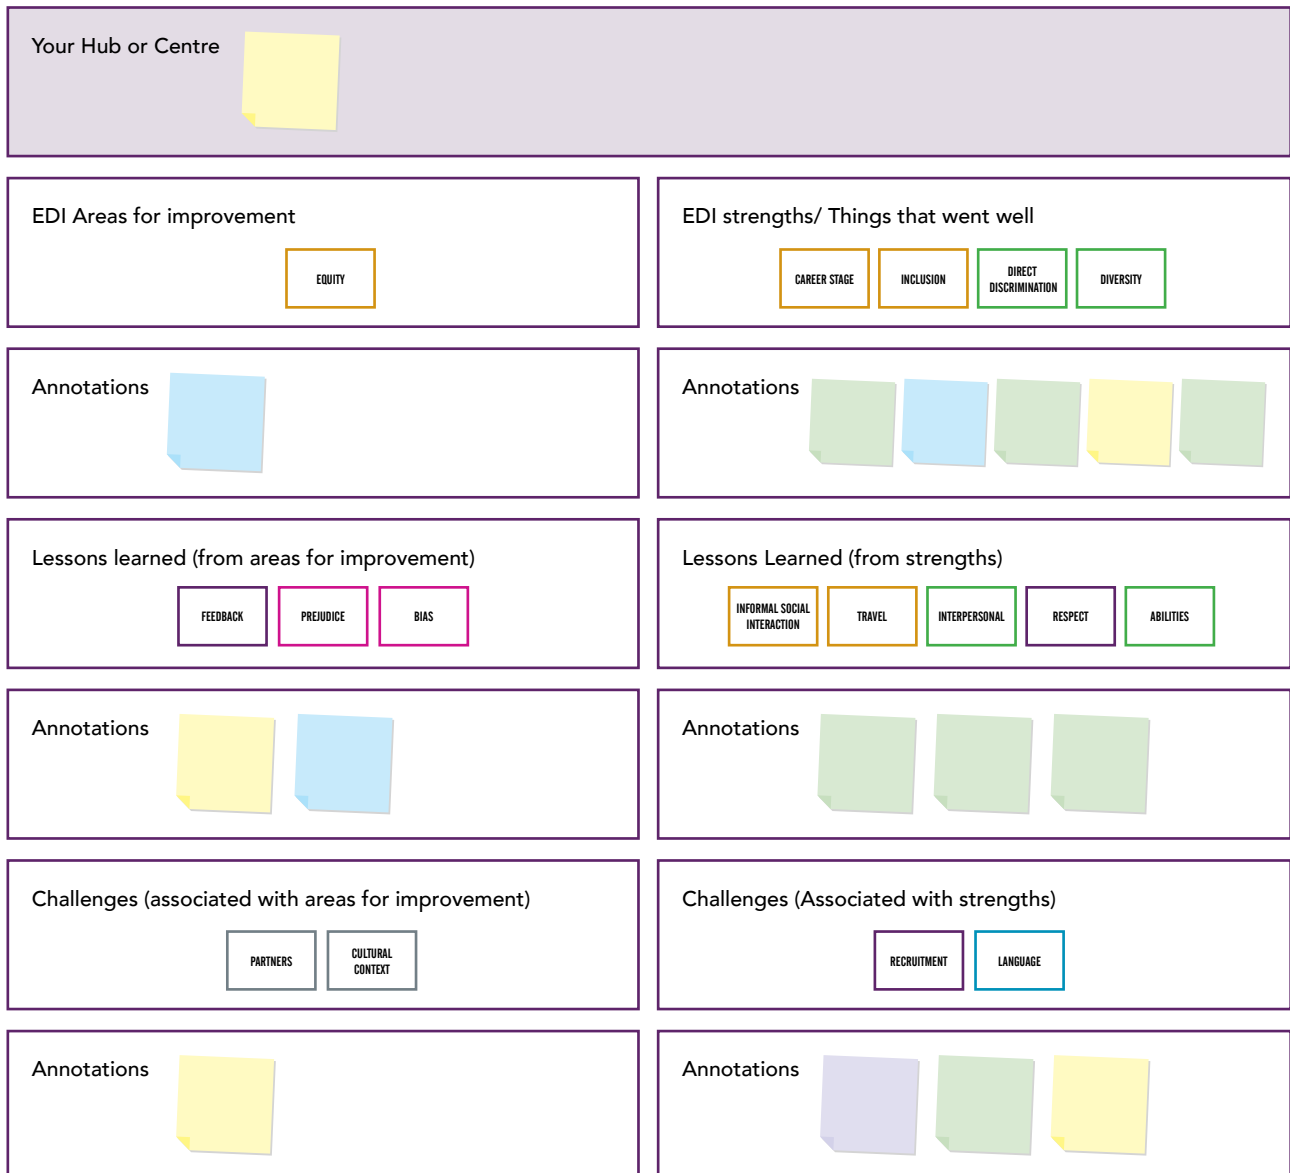 Your Hub or Centre
EDI Areas for improvement
EQUITY
EDI strengths/ Things that went well
CAREER STAGE
INCLUSION
DIRECT
DISCRIMINATION
DIVERSITY
Annotations
Annotations
Lessons learned (from areas for improvement)
FEEDBACK
PREJUDICE
BIAS
Lessons Learned (from strengths)
INFORMAL SOCIAL
INTERACTION
TRAVEL
INTERPERSONAL
RESPECT
ABILITIES
Annotations
Annotations
Challenges (associated with areas for improvement)
PARTNERS
CULTURAL
CONTEXT
Challenges (Associated with strengths)
RECRUITMENT
LANGUAGE
Annotations
Annotations